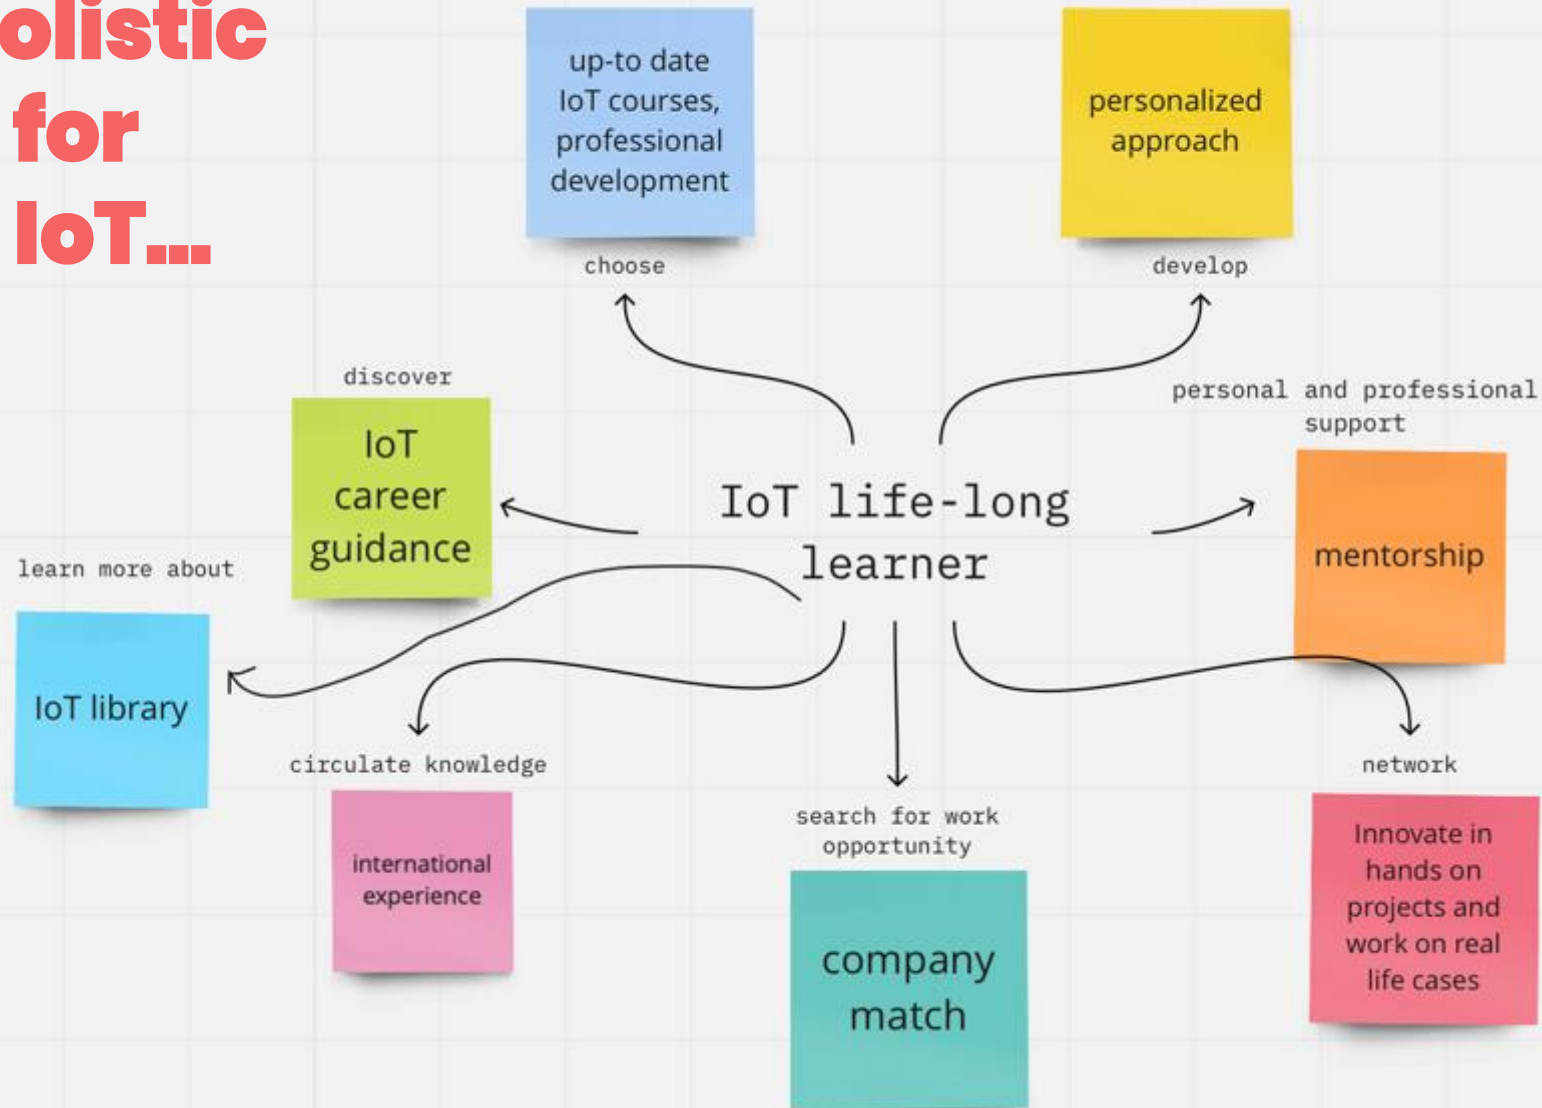 olistic
for
IoT...
up-to date
IoT courses,
professional
development
choose
personalized
approach
develop
discover
IoT
career
guidance
personal and professional
support
mentorship
IoT life-long
learner
learn more about
IoT library
circulate knowledge
international
experience
search for work
opportunity
company
match
network
Innovate in
hands on
projects and
work on real
life cases